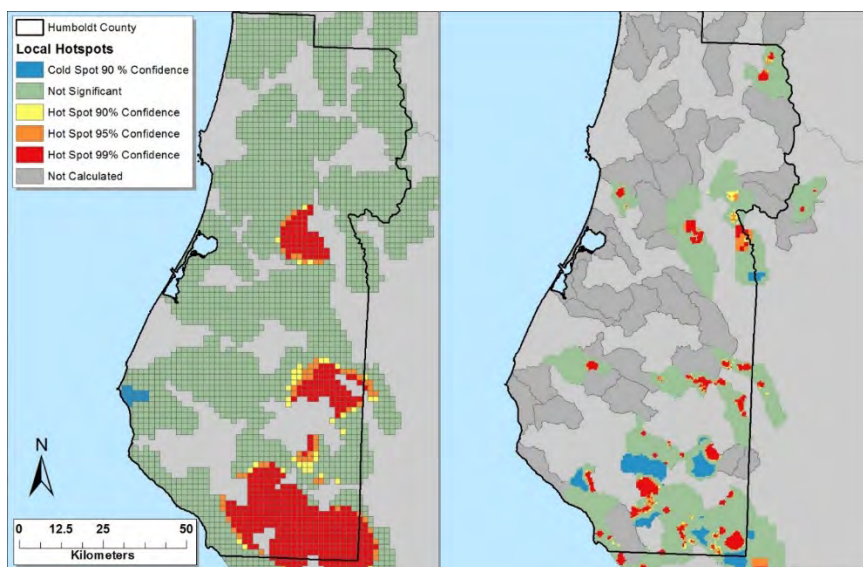 Humboldt County
Local Hotspots
Cold Spot 90 % Confidence
Not Significant
Hot Spot 90% Confidence
Hot Spot 95% Confidence
Hot Spot 99% Confidence
Not Calculated
N
0 12.5 25 50
Kilometers